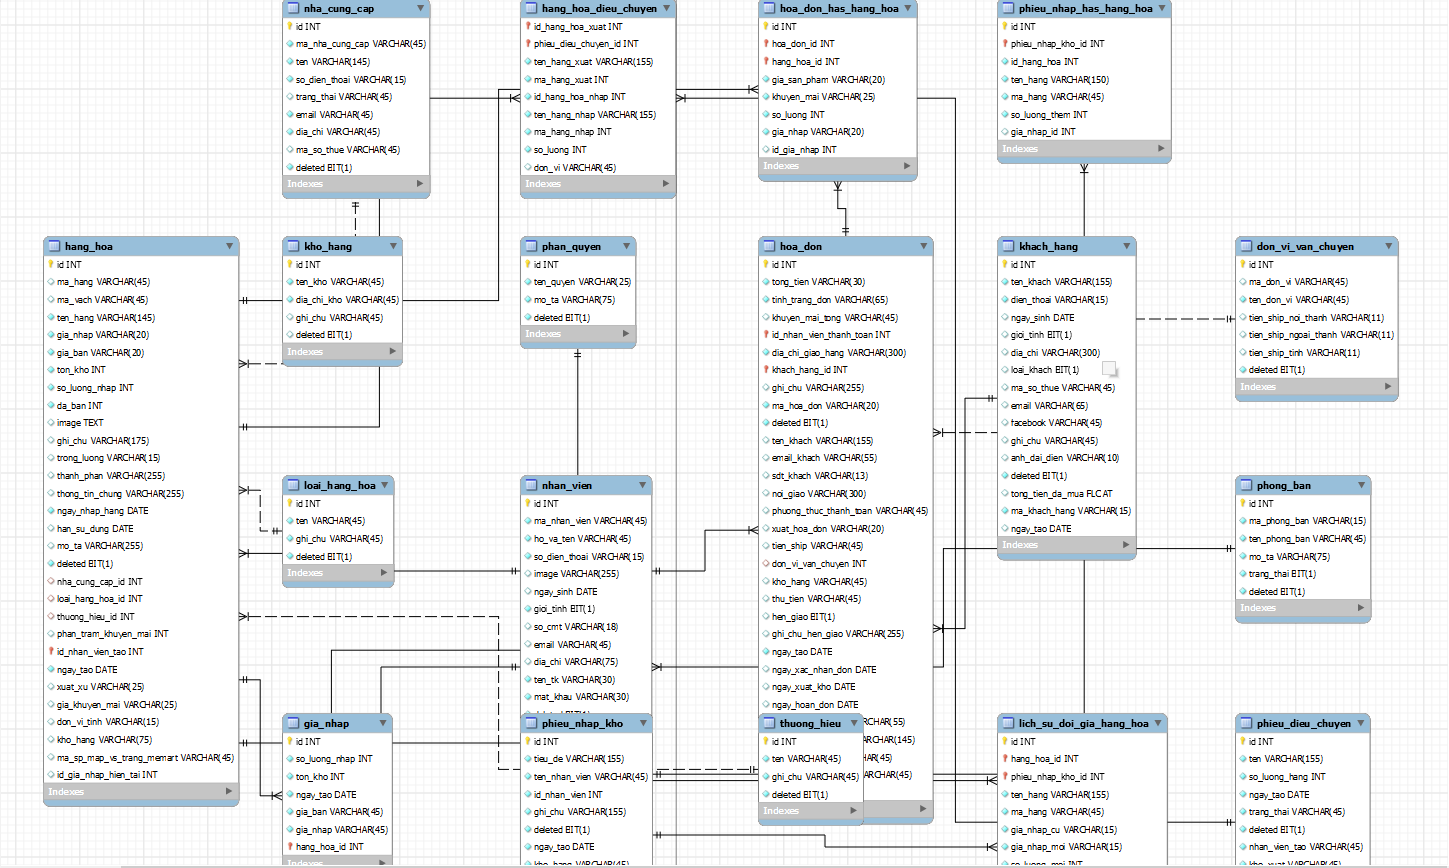 nha_cung_cap
id INT
ma_nha_cung_cap VARCHAR(45)
ten VARCHAR(145)
so_dien_thoai VARCHAR(15)
trang_thai VARCHAR(45)
email VARCHAR(45)
dia_chi VARCHAR(45)
ma_so_thue VARCHAR(45)
deleted BIT(1)
Indexes
hang_hoa_dieu_chuyen
id_hang_hoa_xuat INT
phieu_dieu_chuyen_id INT
ten_hang_xuat VARCHAR(155)
ma_hang_xuat INT
id_hang_hoa_nhap INT
ten_hang_nhap VARCHAR(155)
ma_hang_nhap INT
so_luong INT
don_vi VARCHAR(45)
Indexes
hoa_don_has_hang_hoa
id INT
hoa_don_id INT
hang_hoa_id INT
gia_san_pham VARCHAR(20)
khuyen_mai VARCHAR(25)
so_luong INT
gia_nhap VARCHAR(20)
id_gia_nhap INT
Indexes
phieu_nhap_has_hang_hoa
id INT
phieu_nhap_kho_id INT
id_hang_hoa INT
ten_hang VARCHAR(150)
ma_hang VARCHAR(45)
so_luong_them INT
gia_nhap_id INT
Indexes
hang_hoa
id INT
ma_hang VARCHAR(45)
ma_vach VARCHAR(45)
ten_hang VARCHAR(145)
gia_nhap VARCHAR(20)
gia_ban VARCHAR(20)
ton_kho INT
so_luong_nhap INT
da_ban INT
image TEXT
ghi_chu VARCHAR(175)
trong_luong VARCHAR(15)
thanh_phan VARCHAR(255)
thong_tin_chung VARCHAR(255)
ngay_nhap_hang DATE
han_su_dung DATE
mo_ta VARCHAR(255)
deleted BIT(1)
nha_cung_cap_id INT
loai_hang_hoa_id INT
thuong_hieu_id INT
phan_tram_khuyen_mai INT
id_nhan_vien_tao INT
ngay_tao DATE
xuat_xu VARCHAR(25)
gia_khuyen_mai VARCHAR(25)
don_vi_tinh VARCHAR(15)
kho_hang VARCHAR(75)
ma_sp_map_vs_trang_memart VARCHAR(45)
id_gia_nhap_hien_tai INT
Indexes
kho_hang
id INT
ten_kho VARCHAR(45)
dia_chi_kho VARCHAR(45)
ghi_chu VARCHAR(45)
deleted BIT(1)
Indexes
phan_quyen
id INT
ten_quyen VARCHAR(25)
mo_ta VARCHAR(75)
deleted BIT(1)
Indexes
hoa_don
id INT
tong_tien VARCHAR(30)
tinh_trang_don VARCHAR(65)
khuyen_mai_tong VARCHAR(45)
id_nhan_vien_thanh_toan INT
dia_chi_giao_hang VARCHAR(300)
khach_hang_id INT
ghi_chu VARCHAR(255)
ma_hoa_don VARCHAR(20)
deleted BIT(1)
ten_khach VARCHAR(155)
email_khach VARCHAR(55)
sdt_khach VARCHAR(13)
noi_giao VARCHAR(300)
phuong_thuc_thanh_toan VARCHAR(45)
xuat_hoa_don VARCHAR(20)
tien_ship VARCHAR(45)
don_vi_van_chuyen INT
kho_hang VARCHAR(45)
thu_tien VARCHAR(45)
hen_giao BIT(1)
ghi_chu_hen_giao VARCHAR(255)
ngay_tao DATE
ngay_xac_nhan_don DATE
ngay_xuat_kho DATE
ngay_hoan_don DATE
RCHAR(55)
RCHAR(145)
HAR(45)
ARCHAR(45)
khach_hang
id INT
ten_khach VARCHAR(155)
dien_thoai VARCHAR(15)
ngay_sinh DATE
gioi_tinh BIT(1)
dia_chi VARCHAR(300)
loai_khach BIT(1)
ma_so_thue VARCHAR(45)
email VARCHAR(65)
facebook VARCHAR(45)
ghi_chu VARCHAR(45)
anh_dai_dien VARCHAR(10)
deleted BIT(1)
tong_tien_da_mua FLOAT
ma_khach_hang VARCHAR(15)
ngay_tao DATE
Indexes
don_vi_van_chuyen
id INT
ma_don_vi VARCHAR(45)
ten_don_vi VARCHAR(45)
tien_ship_noi_thanh VARCHAR(11)
tien_ship_ngoai_thanh VARCHAR(11)
tien_ship_tinh VARCHAR(11)
deleted BIT(1)
Indexes
loai_hang_hoa
id INT
ten VARCHAR(45)
ghi_chu VARCHAR(45)
deleted BIT(1)
Indexes
nhan_vien
id INT
ma_nhan_vien VARCHAR(45)
ho_va_ten VARCHAR(45)
so_dien_thoai VARCHAR(15)
image VARCHAR(255)
ngay_sinh DATE
gioi_tinh BIT(1)
so_cmt VARCHAR(18)
email VARCHAR(45)
dia_chi VARCHAR(75)
ten_tk VARCHAR(30)
mat_khau VARCHAR(30)
phong_ban
id INT
ma_phong_ban VARCHAR(15)
ten_phong_ban VARCHAR(45)
mo_ta VARCHAR(75)
trang_thai BIT(1)
deleted BIT(1)
Indexes
gia_nhap
id INT
so_luong_nhap INT
ton_kho INT
ngay_tao DATE
gia_ban VARCHAR(45)
gia_nhap VARCHAR(45)
hang_hoa_id INT
Indexes
phieu_nhap_kho
id INT
tieu_de VARCHAR(155)
ten_nhan_vien VARCHAR(45)
id_nhan_vien INT
ghi_chu VARCHAR(155)
deleted BIT(1)
ngay_tao DATE
kho_hang VARCHAR(45)
thuong_hieu
id INT
ten VARCHAR(45)
ghi_chu VARCHAR(45)
deleted BIT(1)
Indexes
lich_su_doi_gia_hang_hoa
id INT
hang_hoa_id INT
phieu_nhap_kho_id INT
ten_hang VARCHAR(155)
ma_hang VARCHAR(45)
gia_nhap_cu VARCHAR(15)
gia_nhap_moi VARCHAR(15)
so_luong_moi INT
phieu_dieu_chuyen
id INT
ten VARCHAR(155)
so_luong_hang INT
ngay_tao DATE
trang_thai VARCHAR(45)
deleted BIT(1)
nhan_vien_tao VARCHAR(45)
kho_xuat VARCHAR(45)